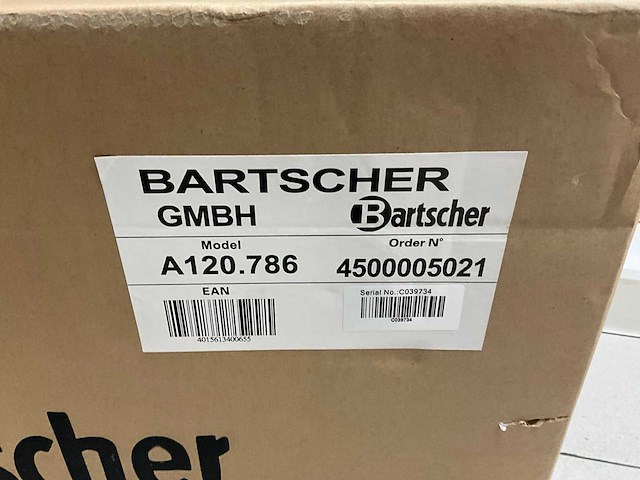 BARTSCHER
GMBH
Bartscher
Model
Order N°
A120.786
4500005021
EAN
Serial No.:C039734
4015613400655
C039734
scher